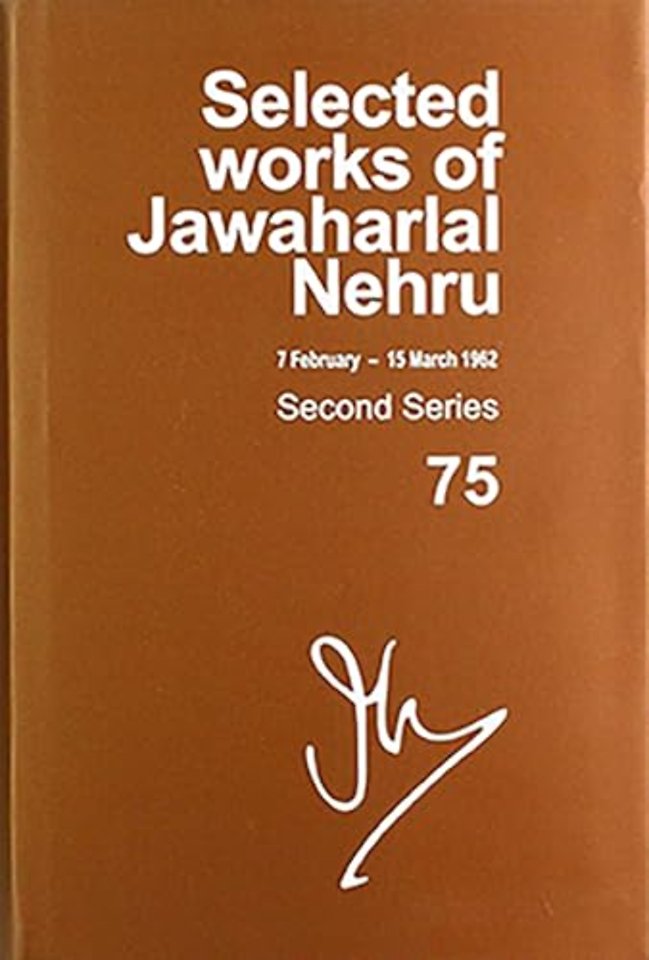 Selected
works of
Jawaharlal
Nehru
7 February – 15 March 1962
Second Series
75